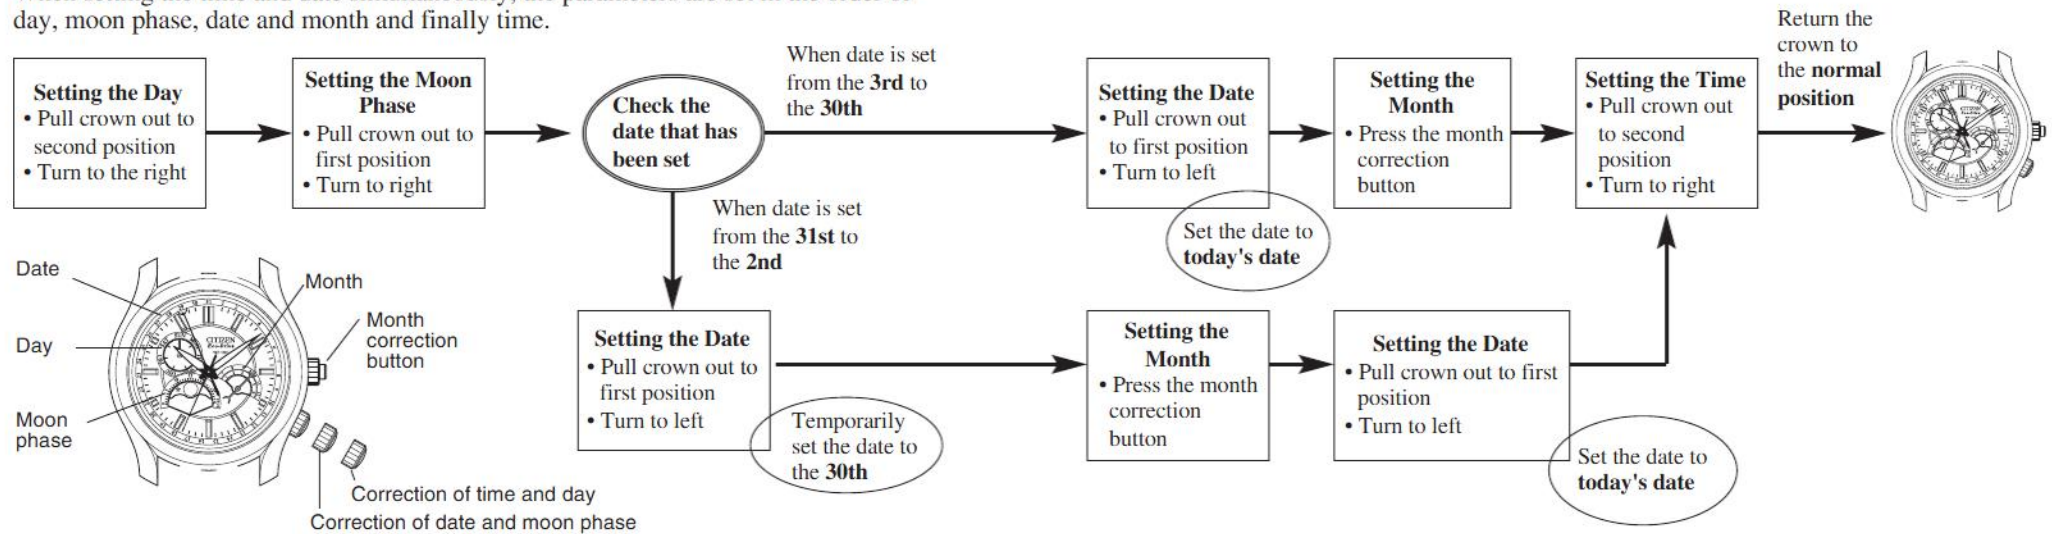 day, moon phase, date and month and finally time.
Setting the Day
• Pull crown out to
second position
• Turn to the right
Setting the Moon
Phase
• Pull crown out to
first position
• Turn to right
Check the
date that has
been set
When date is set
from the 3rd to
the 30th
Setting the Date
• Pull crown out
to first position
• Turn to left
Set the date to
today's date
Setting the
Month
• Press the month
correction
button
Setting the Time
• Pull crown out
to second
position
• Turn to right
Return the
crown to
the normal
position
When date is set
from the 31st to
the 2nd
Setting the Date
• Pull crown out to
first position
• Turn to left
Temporarily
set the date to
the 30th
Setting the
Month
• Press the month
correction
button
Setting the Date
• Pull crown out to first
position
• Turn to left
Set the date to
today's date
Date
Day
Moon
phase
Month
Month
correction
button
CITIZEN
Correction of time and day
Correction of date and moon phase